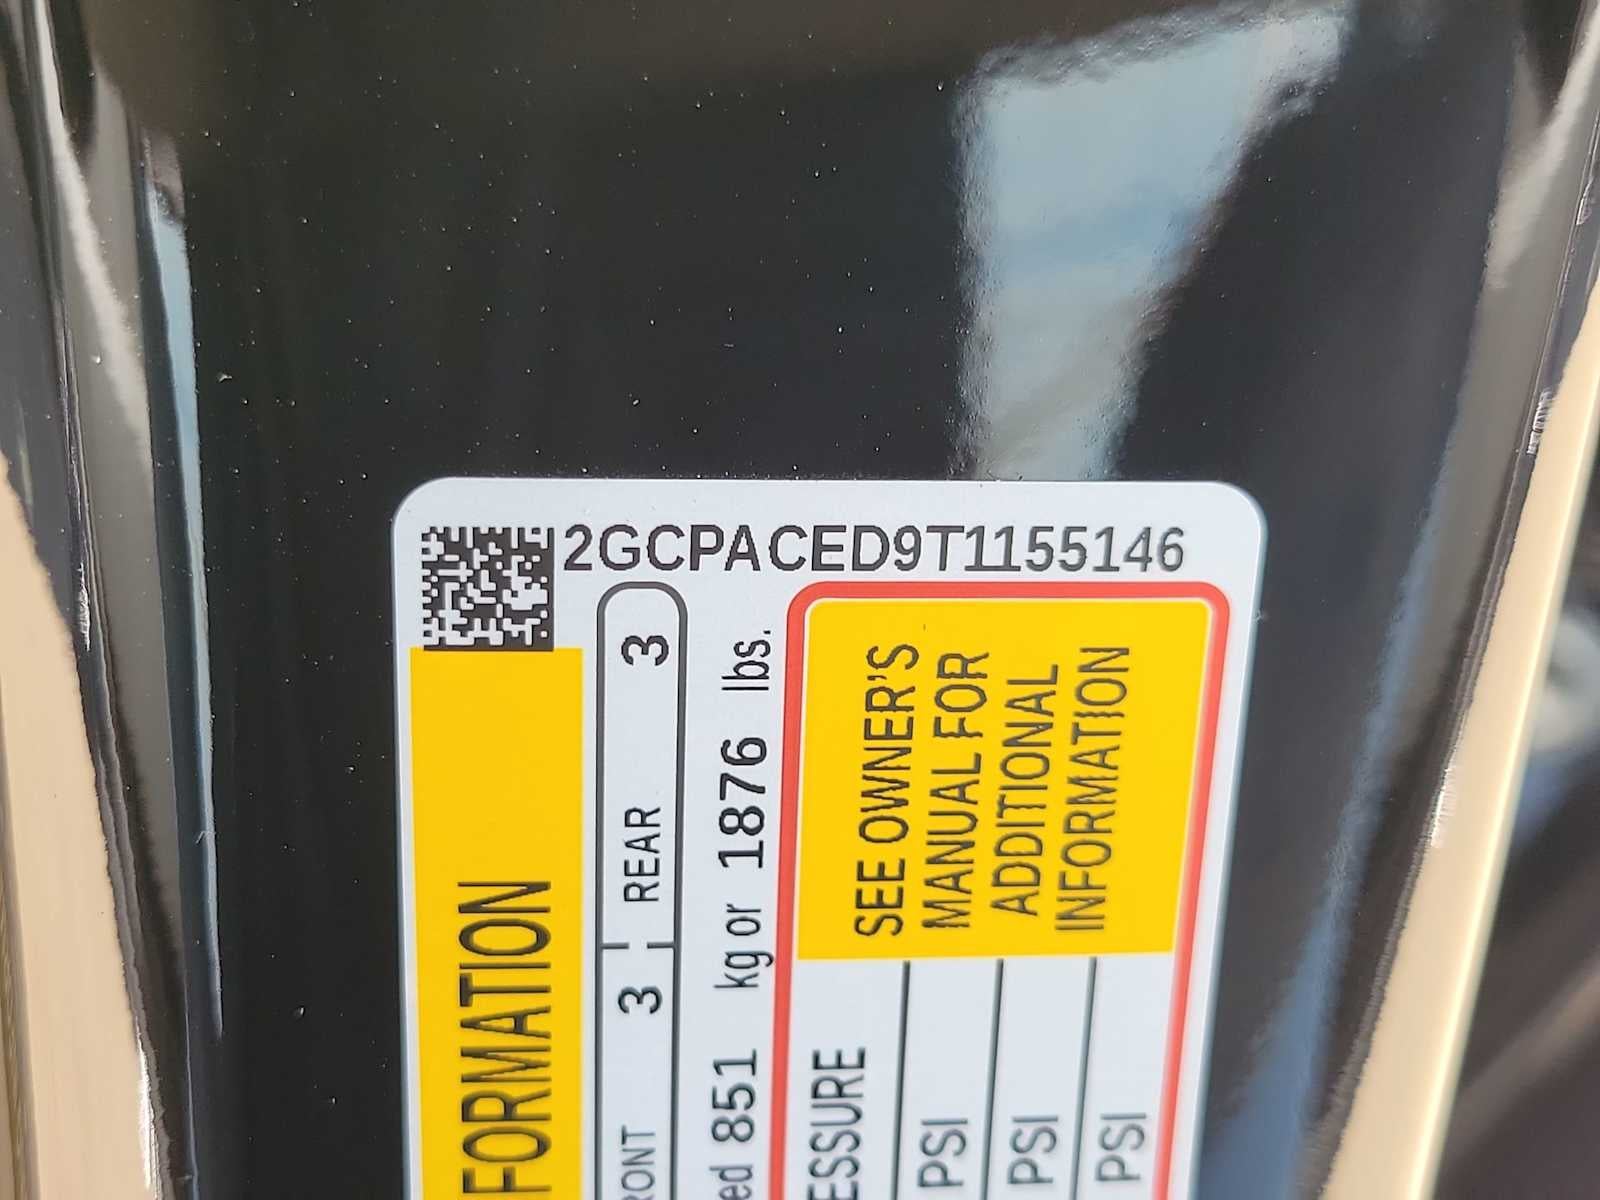 2GCPACED9T1155146
FORMATION
RONT 3 REAR 3
ed 851 kg or 1876 lbs.
ESSURE
PSI
PSI
PSI
SEE OWNER'S
MANUAL FOR
ADDITIONAL
INFORMATION